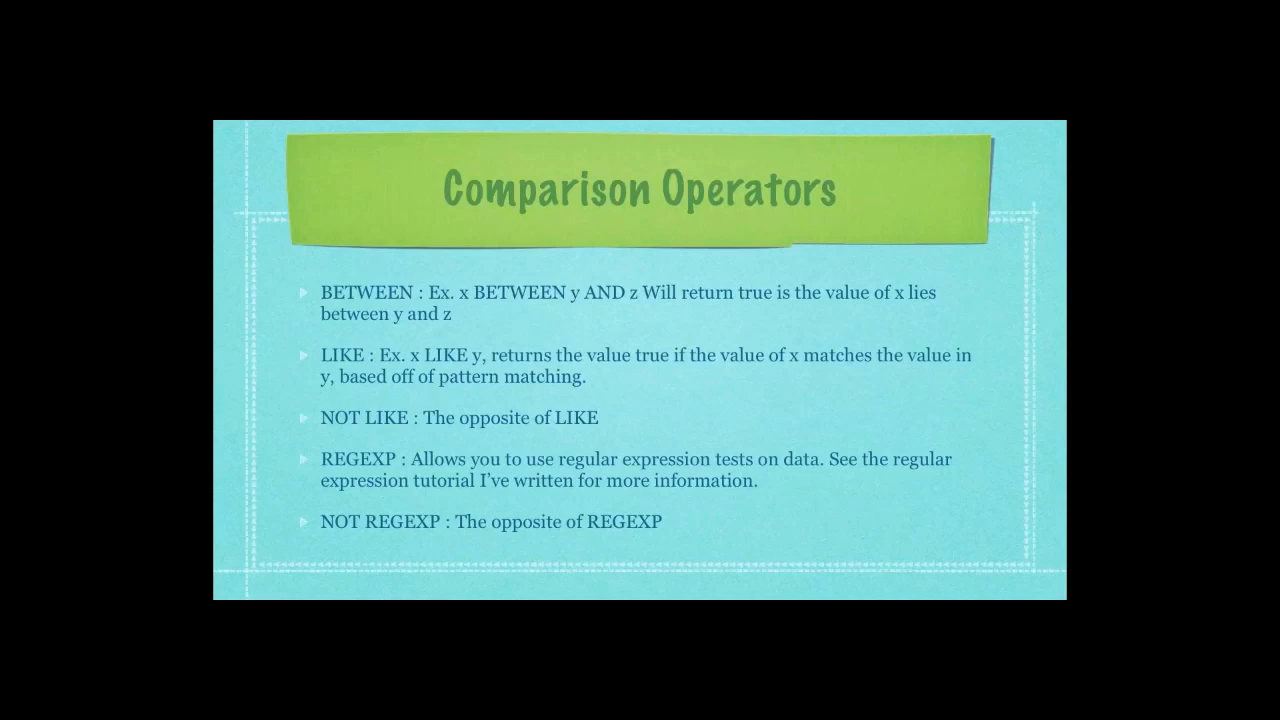 Comparison Operators
BETWEEN : Ex. x BETWEEN y AND z Will return true is the value of x lies
between y and z
LIKE : Ex. x LIKE y, returns the value true if the value of x matches the value in
y, based off of pattern matching.
NOT LIKE : The opposite of LIKE
REGEXP : Allows you to use regular expression tests on data. See the regular
expression tutorial I’ve written for more information.
NOT REGEXP : The opposite of REGEXP